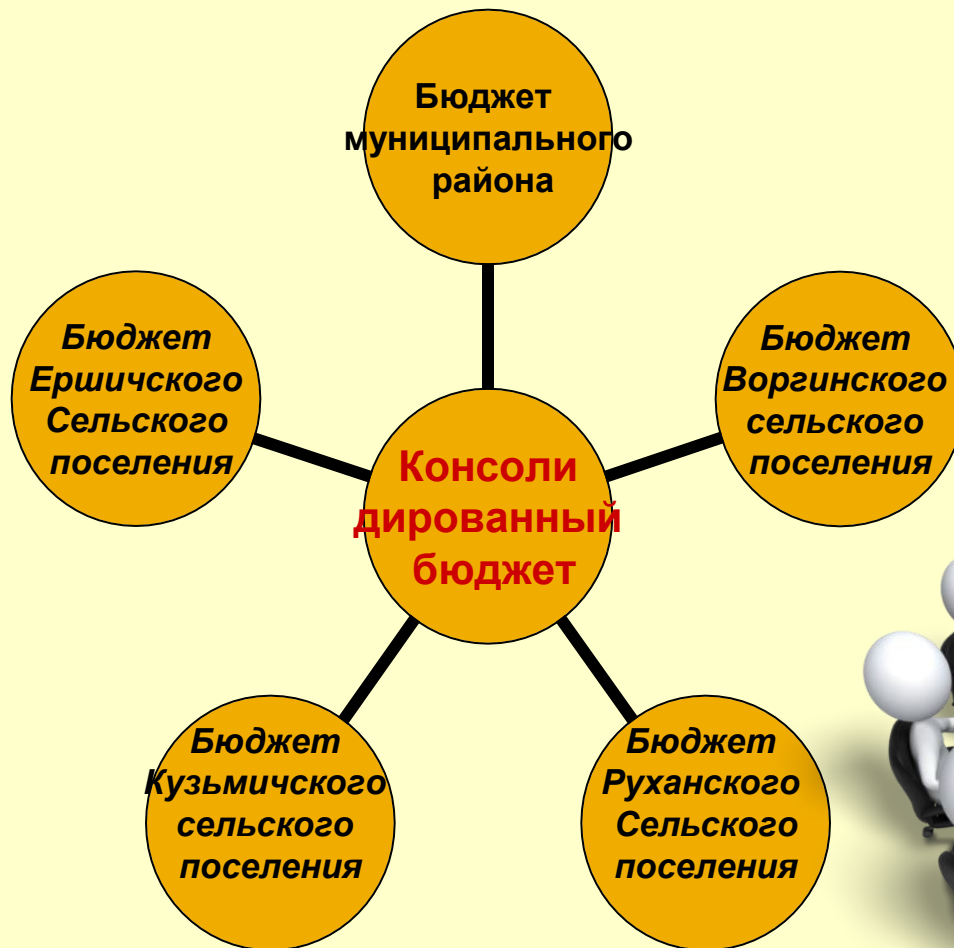 Бюджет
муниципального
района
Бюджет
Ершичского
Сельского
поселения
Бюджет
Воргинского
сельского
поселения
Консоли
дированный
бюджет
Бюджет
Кузьмичского
сельского
поселения
Бюджет
Руханского
Сельского
поселения